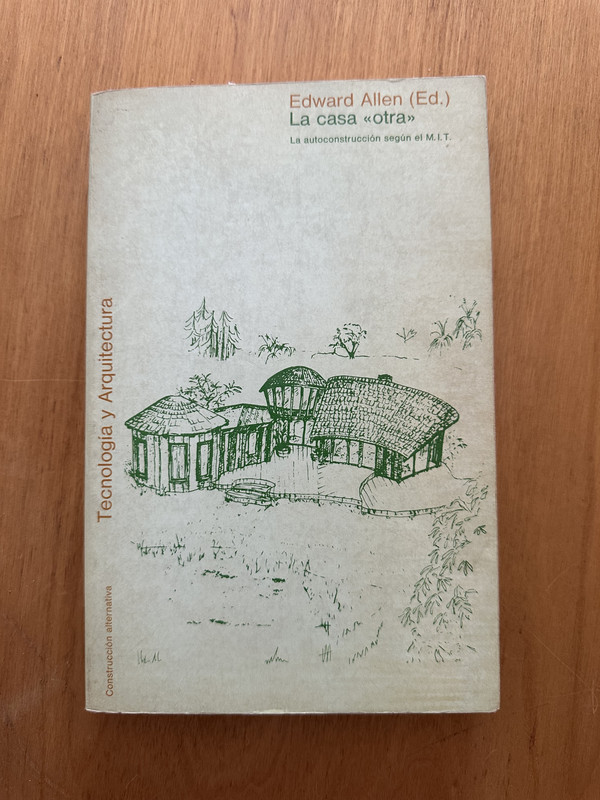 Edward Allen (Ed.)
La casa «otra»
La autoconstrucción según el M.I.T.
Tecnología y Arquitectura
Construcción alternativa